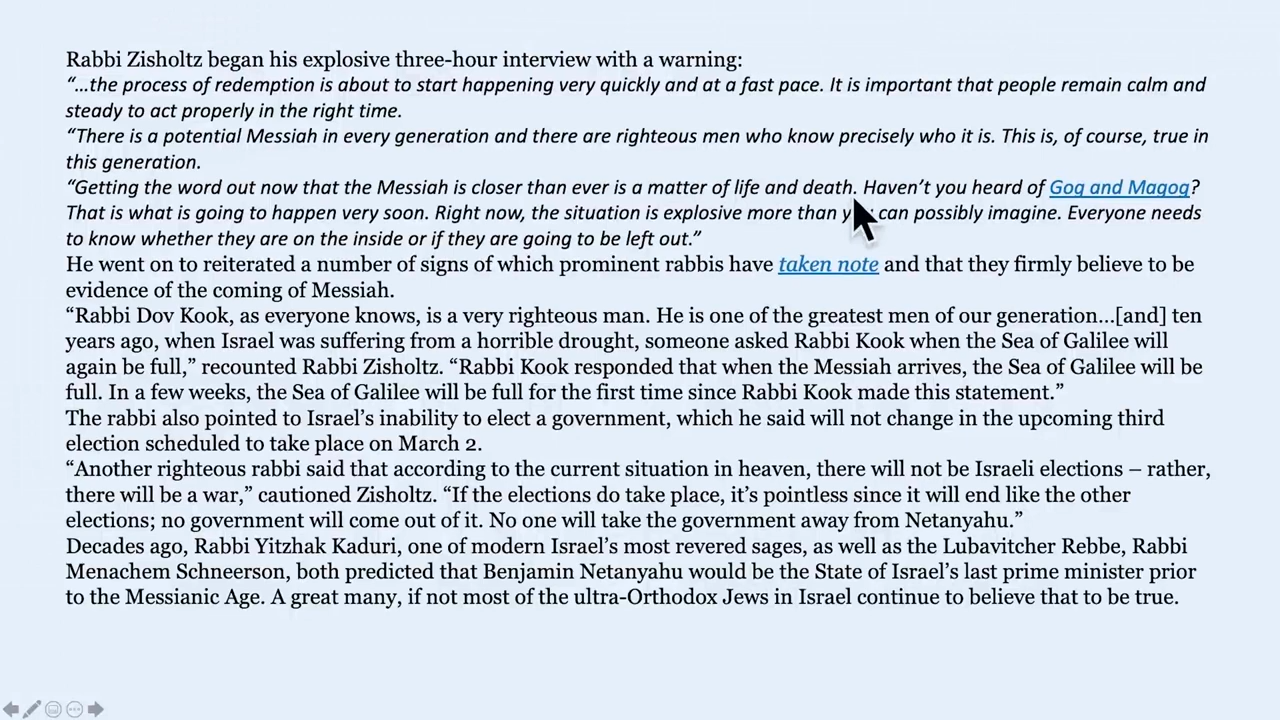 Rabbi Zisholtz began his explosive three-hour interview with a warning:
“...the process of redemption is about to start happening very quickly and at a fast pace. It is important that people remain calm and
steady to act properly in the right time.
“There is a potential Messiah in every generation and there are righteous men who know precisely who it is. This is, of course, true in
this generation.
“Getting the word out now that the Messiah is closer than ever is a matter of life and death. Haven’t you heard of Gog and Magog?
That is what is going to happen very soon. Right now, the situation is explosive more than can possibly imagine. Everyone needs
to know whether they are on the inside or if they are going to be left out.”
He went on to reiterated a number of signs of which prominent rabbis have taken note and that they firmly believe to be
evidence of the coming of Messiah.
“Rabbi Dov Kook, as everyone knows, is a very righteous man. He is one of the greatest men of our generation...[and] ten
years ago, when Israel was suffering from a horrible drought, someone asked Rabbi Kook when the Sea of Galilee will
again be full,” recounted Rabbi Zisholtz. “Rabbi Kook responded that when the Messiah arrives, the Sea of Galilee will be
full. In a few weeks, the Sea of Galilee will be full for the first time since Rabbi Kook made this statement.”
The rabbi also pointed to Israel’s inability to elect a government, which he said will not change in the upcoming third
election scheduled to take place on March 2.
“Another righteous rabbi said that according to the current situation in heaven, there will not be Israeli elections – rather,
there will be a war,” cautioned Zisholtz. “If the elections do take place, it’s pointless since it will end like the other
elections; no government will come out of it. No one will take the government away from Netanyahu.”
Decades ago, Rabbi Yitzhak Kaduri, one of modern Israel’s most revered sages, as well as the Lubavitcher Rebbe, Rabbi
Menachem Schneerson, both predicted that Benjamin Netanyahu would be the State of Israel’s last prime minister prior
to the Messianic Age. A great many, if not most of the ultra-Orthodox Jews in Israel continue to believe that to be true.